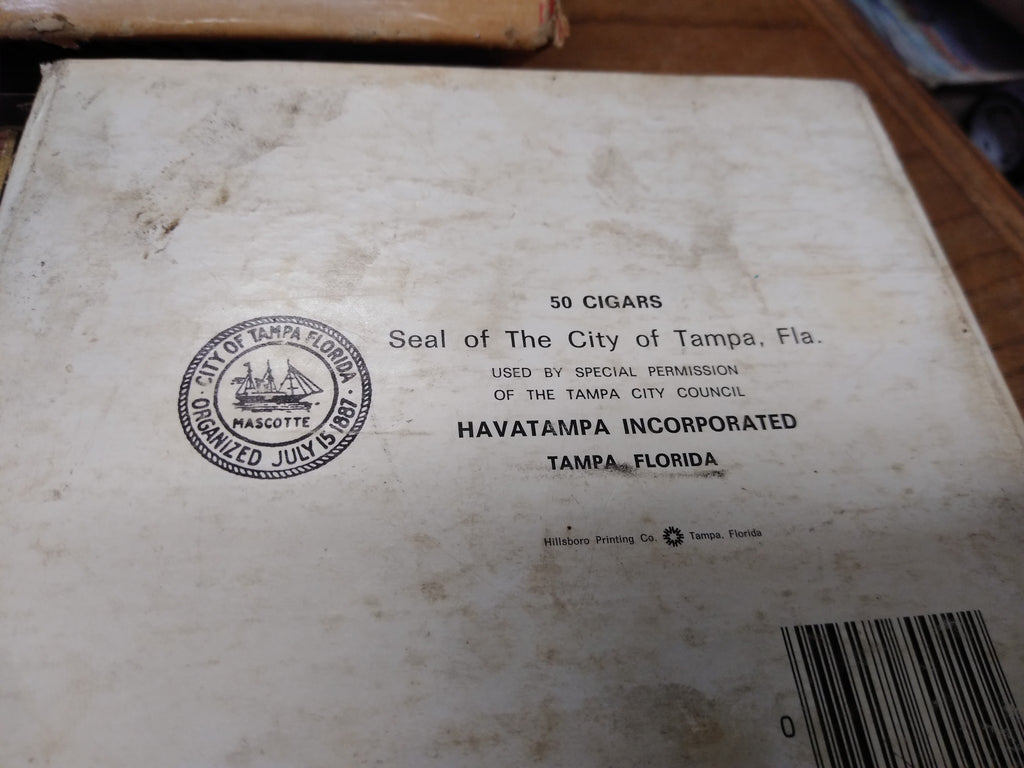 50 CIGARS
Seal of The City of Tampa, Fla.
USED BY SPECIAL PERMISSION
OF THE TAMPA CITY COUNCIL
HAVATAMPA INCORPORATED
TAMPA, FLORIDA
CITY OF TAMPA FLORIDA
MASCOTTE
ORGANIZED JULY 15 1887
Hillsboro Printing Co. Tampa, Florida
0